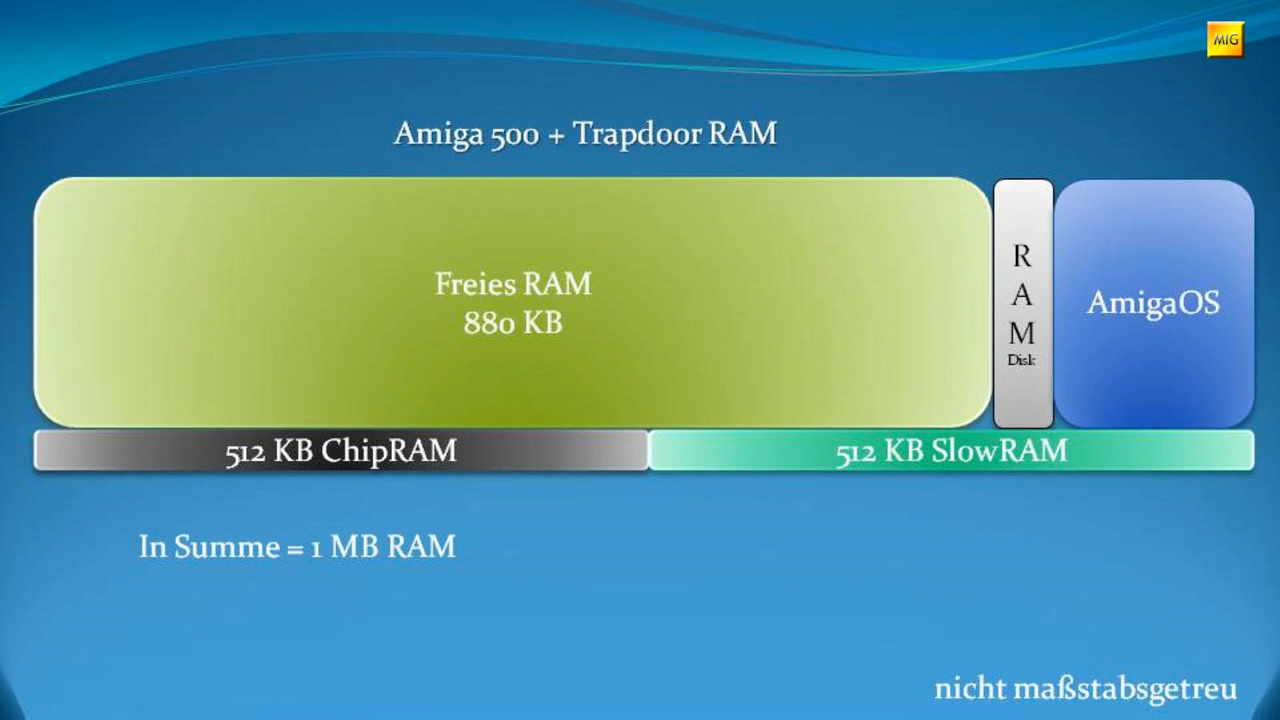 MIG
Amiga 500 + Trapdoor RAM
Freies RAM
880 KB
R
A
M
Disk
AmigaOS
512 KB ChipRAM
512 KB SlowRAM
In Summe = 1 MB RAM
nicht maßstabsgetreu